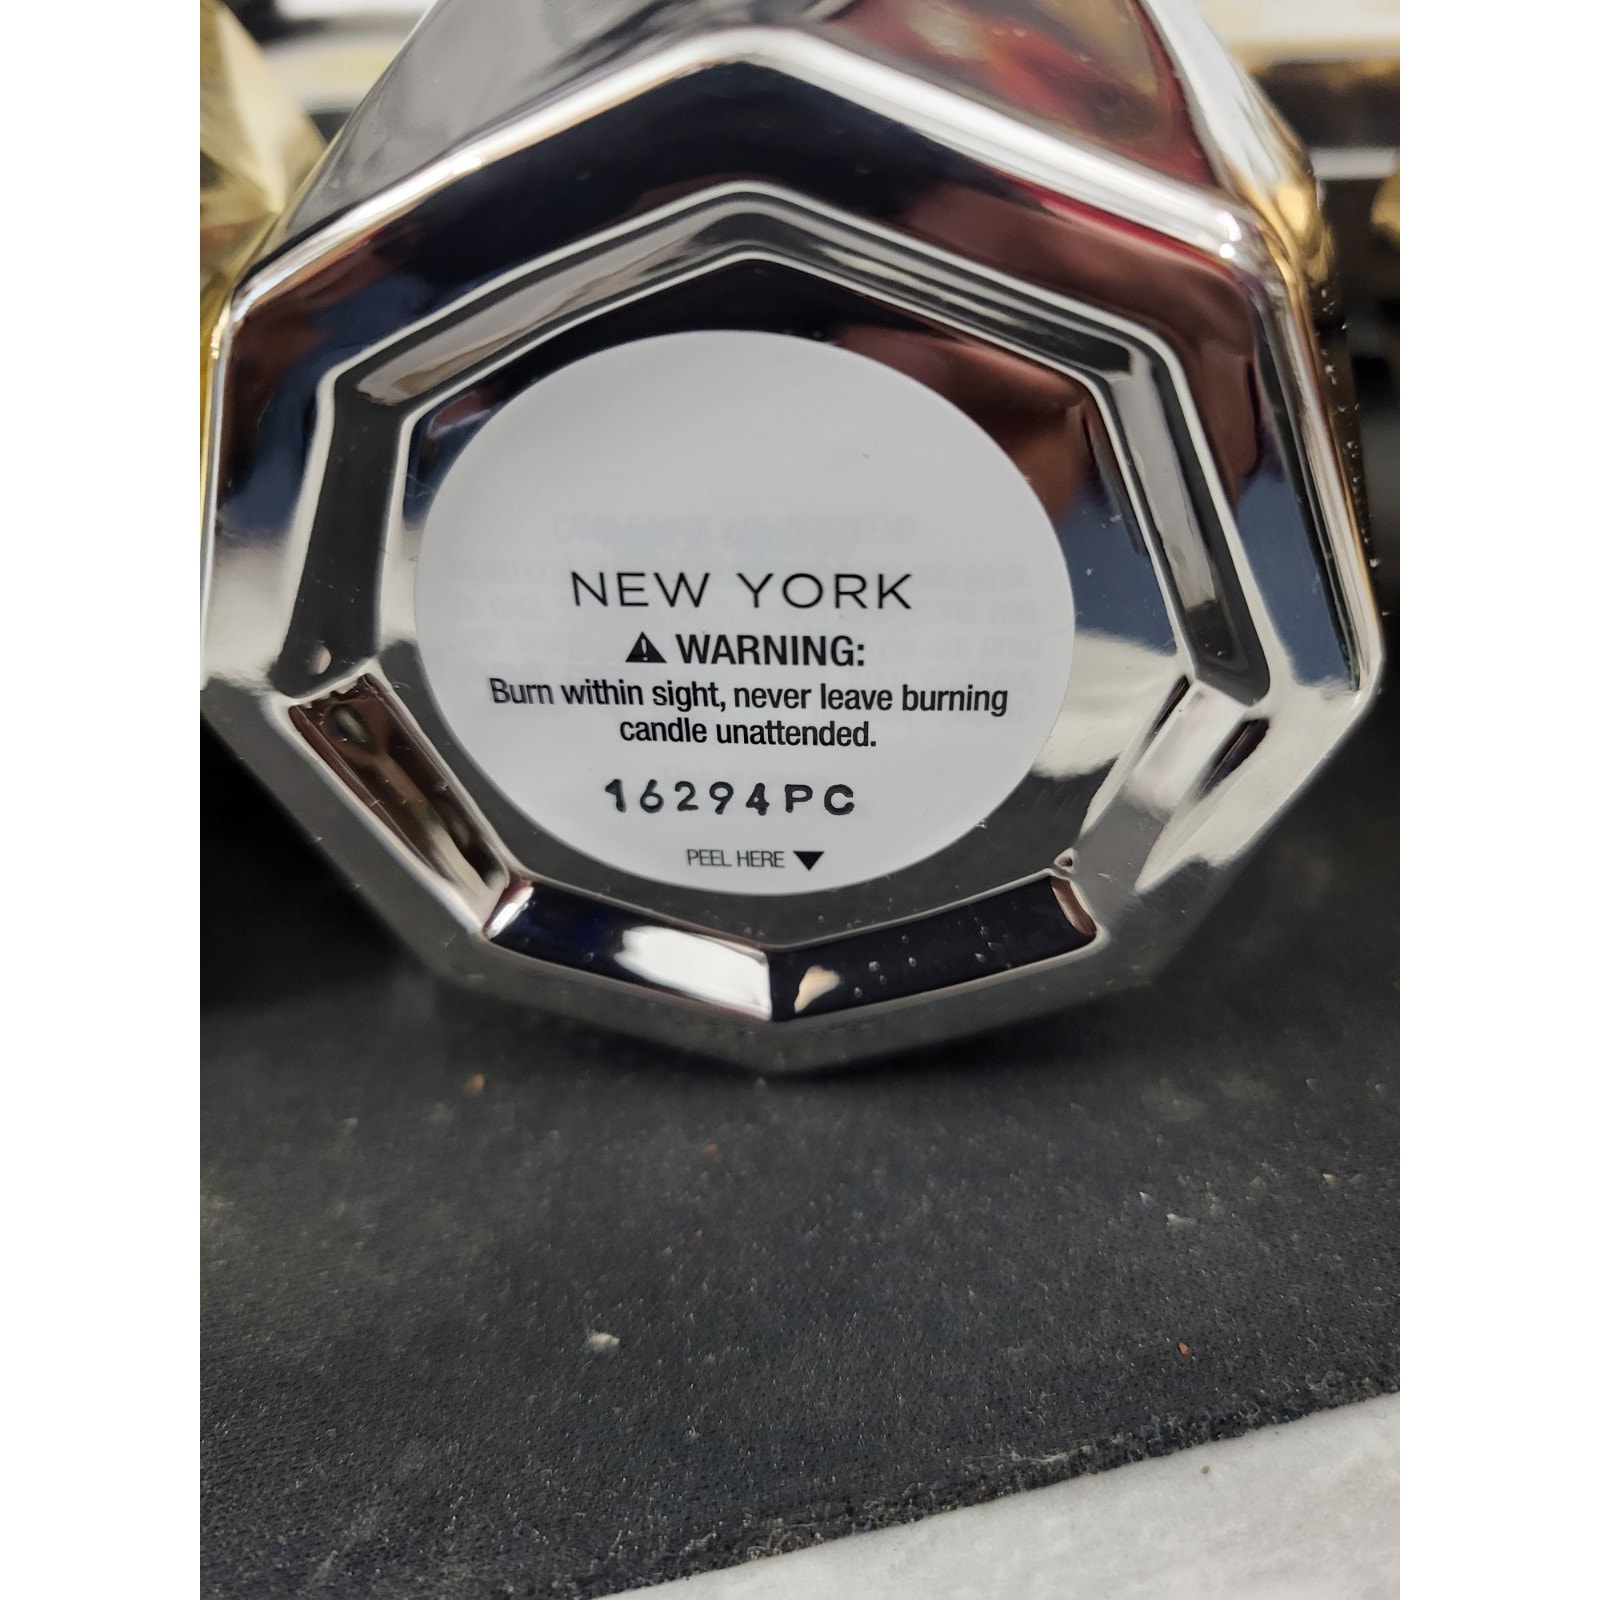 NEW YORK
⚠ WARNING:
Burn within sight, never leave burning
candle unattended.
16294PC
PEEL HERE ▼